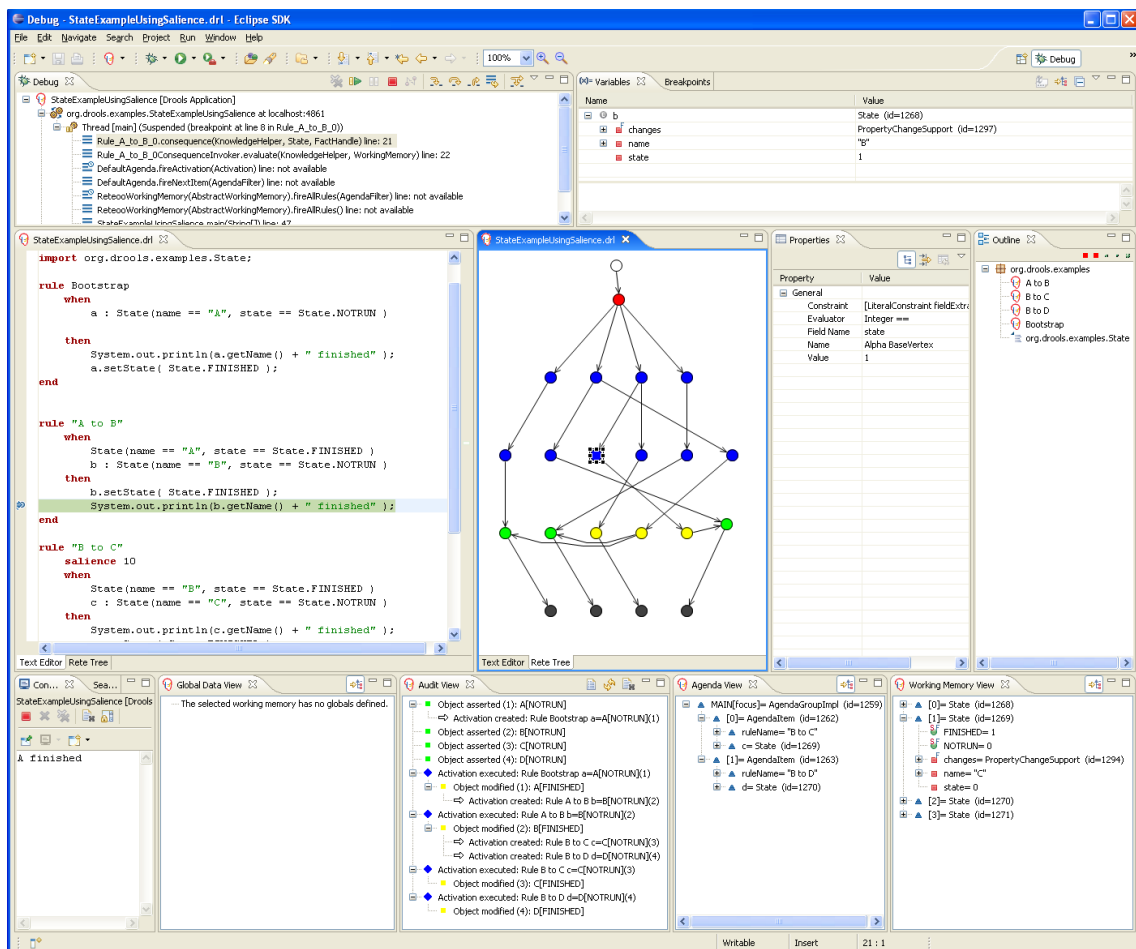 Debug - StateExampleUsingSalience.drl - Eclipse SDK
File Edit Navigate Search Project Run Window Help
100%
Debug
»
Debug
StateExampleUsingSalience [Drools Application]
org.drools.examples.StateExampleUsingSalience at localhost:4861
Thread [main] (Suspended (breakpoint at line 8 in Rule_A_to_B_0))
Rule_A_to_B_0.consequence(KnowledgeHelper, State, FactHandle) line: 21
Rule_A_to_B_0ConsequenceInvoker.evaluate(KnowledgeHelper, WorkingMemory) line: 22
DefaultAgenda.fireActivation(Activation) line: not available
DefaultAgenda.fireNextItem(AgendaFilter) line: not available
ReteooWorkingMemory(AbstractWorkingMemory).fireAllRules(AgendaFilter) line: not available
ReteooWorkingMemory(AbstractWorkingMemory).fireAllRules() line: not available
StateExampleUsingSalience.main(String[]) line: 47
(x)= Variables
Breakpoints
Name Value
b State (id=1268)
changes PropertyChangeSupport (id=1297)
name "B"
state 1
StateExampleUsingSalience.drl
import org.drools.examples.State;
rule Bootstrap
when
a : State(name == "A", state == State.NOTRUN )
then
System.out.println(a.getName() + " finished" );
a.setState( State.FINISHED );
end
rule "A to B"
when
State(name == "A", state == State.FINISHED )
b : State(name == "B", state == State.NOTRUN )
then
b.setState( State.FINISHED );
System.out.println(b.getName() + " finished" );
end
rule "B to C"
salience 10
when
State(name == "B", state == State.FINISHED )
c : State(name == "C", state == State.NOTRUN )
then
System.out.println(c.getName() + " finished" );
Text Editor Rete Tree
StateExampleUsingSalience.drl
Text Editor Rete Tree
Properties
Property Value
General
Constraint [LiteralConstraint fieldExtra
Evaluator Integer ==
Field Name state
Name Alpha BaseVertex
Value 1
Outline
org.drools.examples
A to B
B to C
B to D
Bootstrap
org.drools.examples.State
Con... Sea...
StateExampleUsingSalience [Drools
A finished
Global Data View
The selected working memory has no globals defined.
Audit View
Object asserted (1): A[NOTRUN]
Activation created: Rule Bootstrap a=A[NOTRUN](1)
Object asserted (2): B[NOTRUN]
Object asserted (3): C[NOTRUN]
Object asserted (4): D[NOTRUN]
Activation executed: Rule Bootstrap a=A[NOTRUN](1)
Object modified (1): A[FINISHED]
Activation created: Rule A to B b=B[NOTRUN](2)
Activation executed: Rule A to B b=B[NOTRUN](2)
Object modified (2): B[FINISHED]
Activation created: Rule B to C c=C[NOTRUN](3)
Activation created: Rule B to D d=D[NOTRUN](4)
Activation executed: Rule B to C c=C[NOTRUN](3)
Object modified (3): C[FINISHED]
Activation executed: Rule B to D d=D[NOTRUN](4)
Object modified (4): D[FINISHED]
Agenda View
MAIN[focus]= AgendaGroupImpl (id=1259)
[0]= AgendaItem (id=1262)
ruleName= "B to C"
c= State (id=1269)
[1]= AgendaItem (id=1263)
ruleName= "B to D"
d= State (id=1270)
Working Memory View
[0]= State (id=1268)
[1]= State (id=1269)
FINISHED= 1
NOTRUN= 0
changes= PropertyChangeSupport (id=1294)
name= "C"
state= 0
[2]= State (id=1270)
[3]= State (id=1271)
Writable Insert 21 : 1